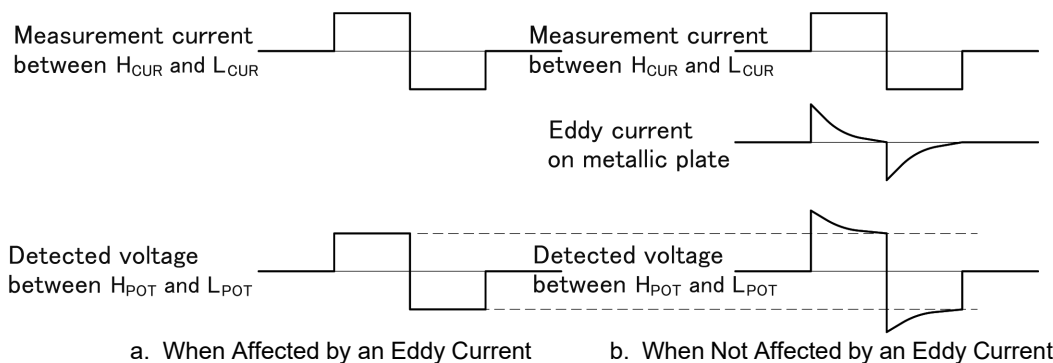 Measurement current
between HCUR and LCUR
Measurement current
between HCUR and LCUR
Eddy current
on metallic plate
Detected voltage
between HPOT and LPOT
Detected voltage
between HPOT and LPOT
a. When Affected by an Eddy Current
b. When Not Affected by an Eddy Current